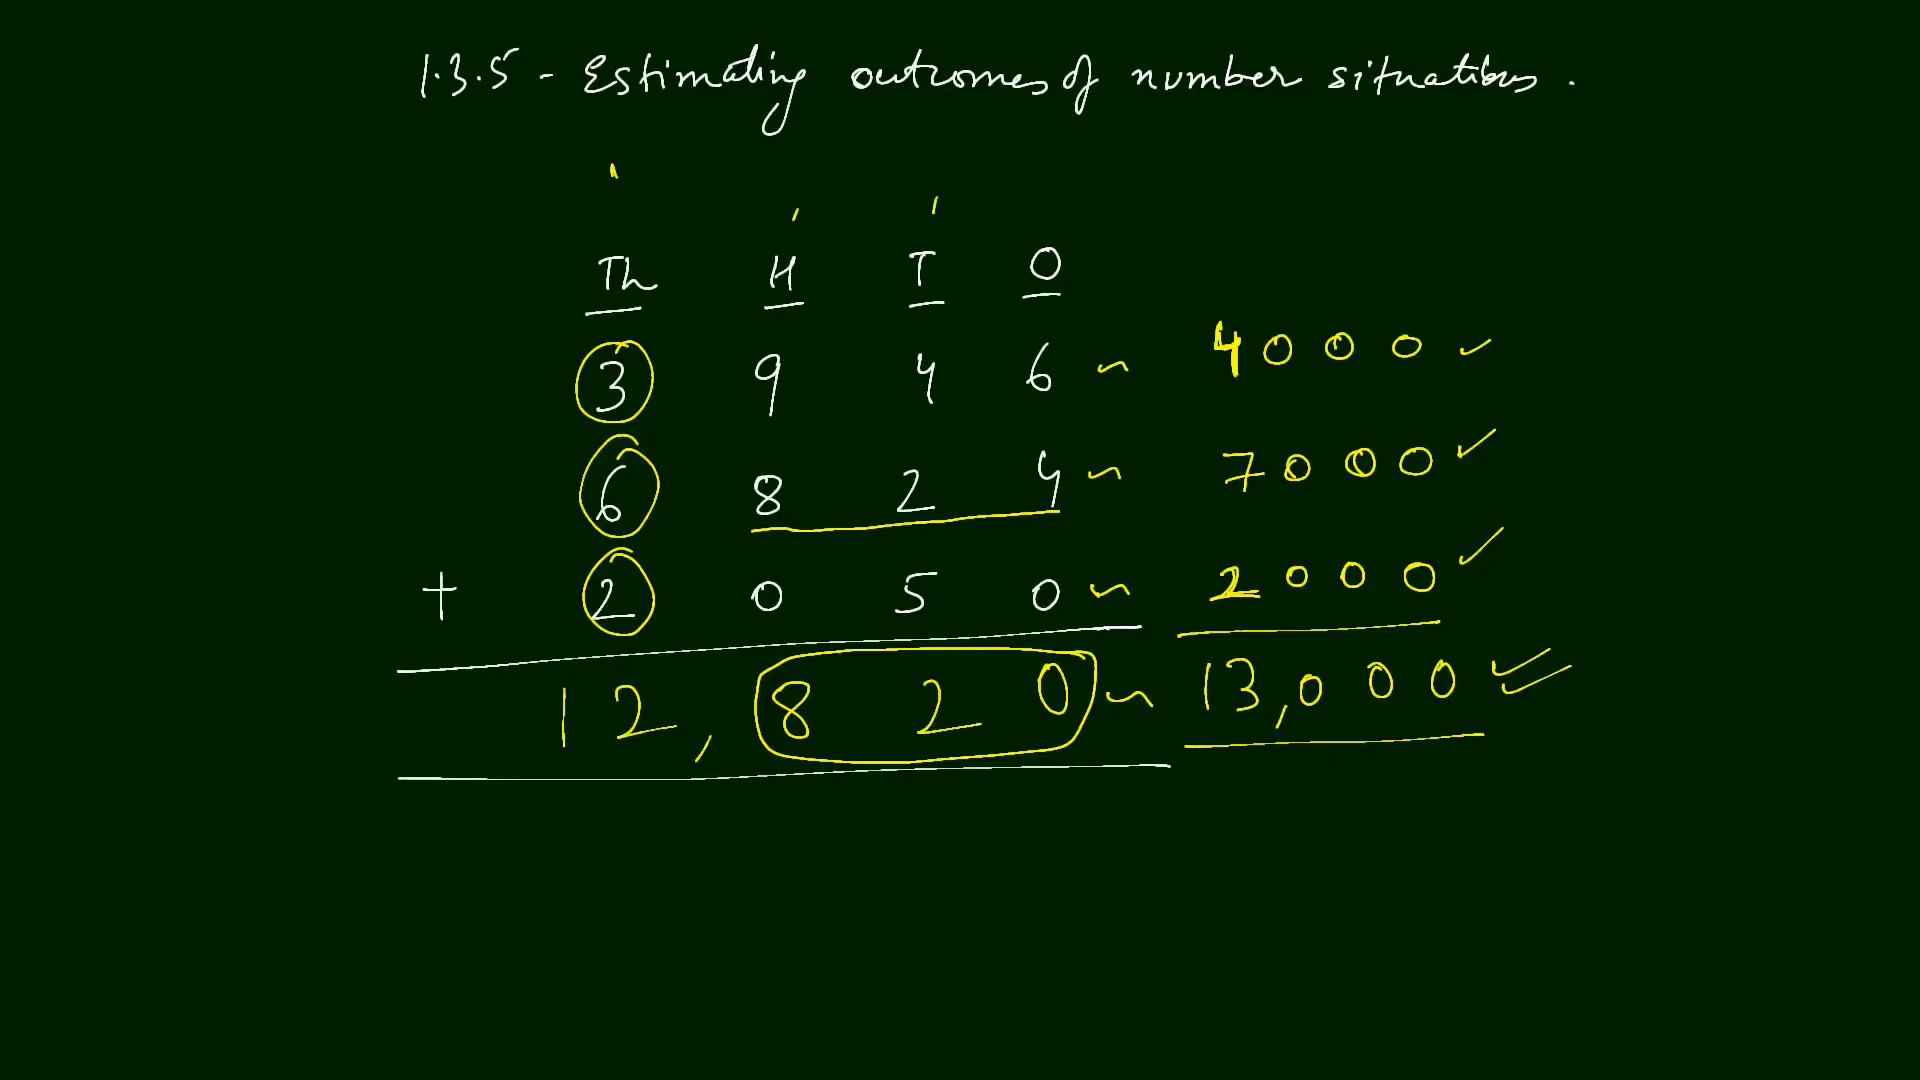 1.3.5 - Estimating outcomes of number situations.
Th H T O
3 9 4 6 ~ 4000 ✓
6 8 2 4 ~ 7000 ✓
+ 2 0 5 0 ~ 2000 ✓
12,820 ~ 13,000 ✓